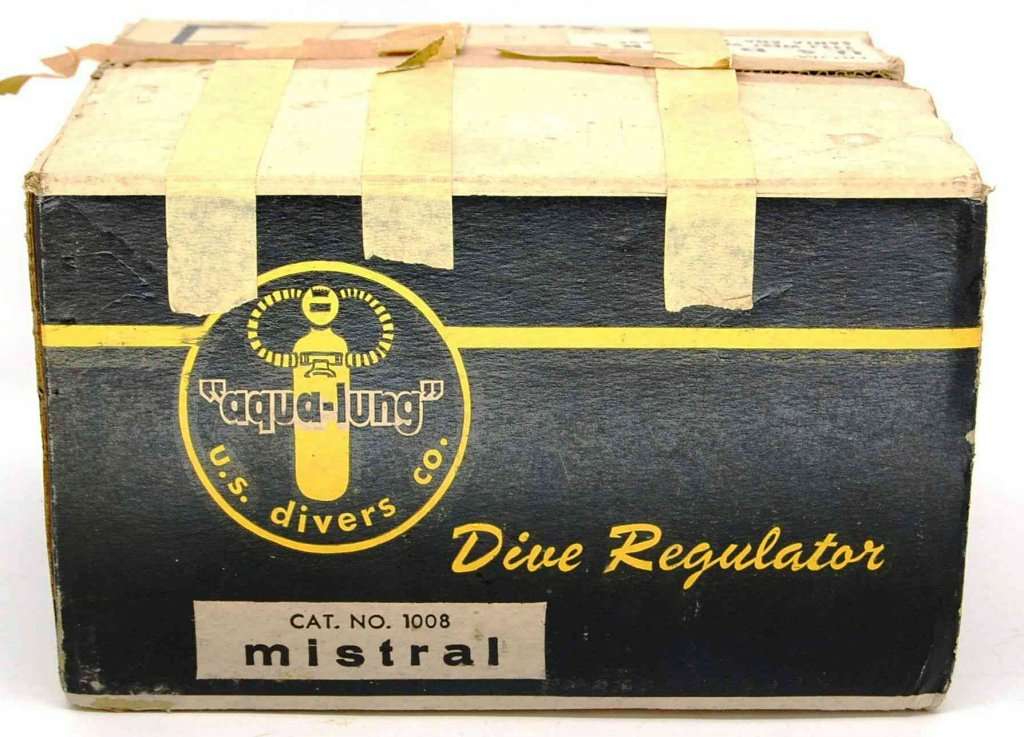 "aqua-lung"
u.s. divers co.
Dive Regulator
CAT. NO. 1008
mistral